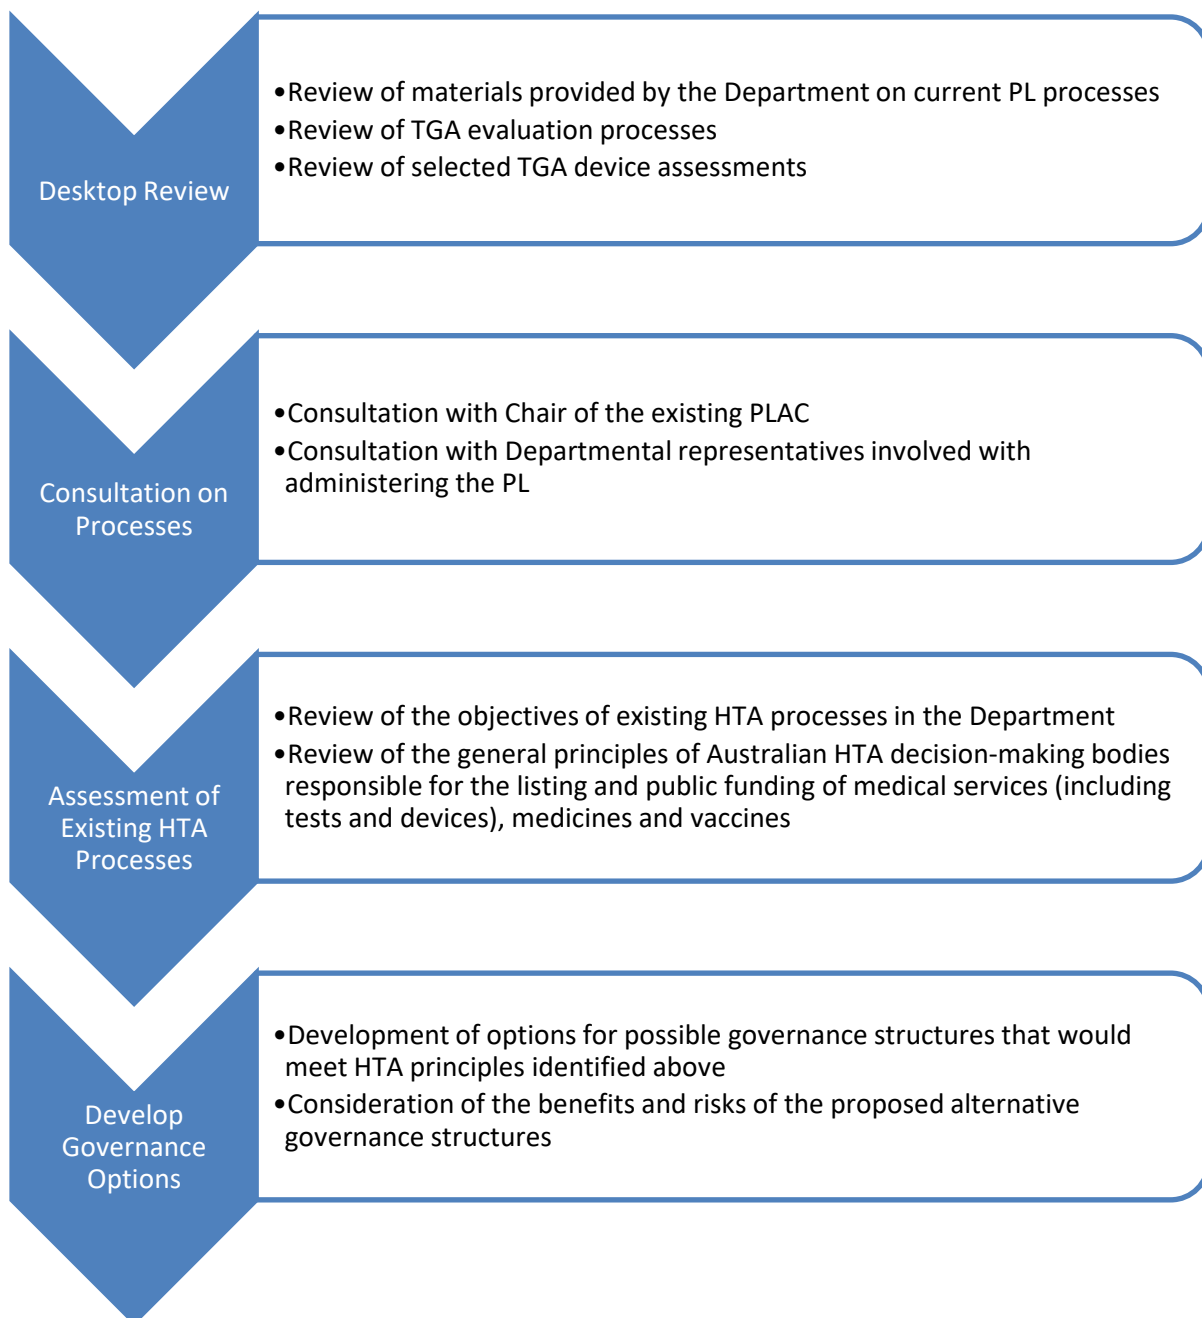 Desktop Review
•Review of materials provided by the Department on current PL processes
•Review of TGA evaluation processes
•Review of selected TGA device assessments
Consultation on
Processes
•Consultation with Chair of the existing PLAC
•Consultation with Departmental representatives involved with
administering the PL
Assessment of
Existing HTA
Processes
•Review of the objectives of existing HTA processes in the Department
•Review of the general principles of Australian HTA decision-making bodies
responsible for the listing and public funding of medical services (including
tests and devices), medicines and vaccines
Develop
Governance
Options
•Development of options for possible governance structures that would
meet HTA principles identified above
•Consideration of the benefits and risks of the proposed alternative
governance structures